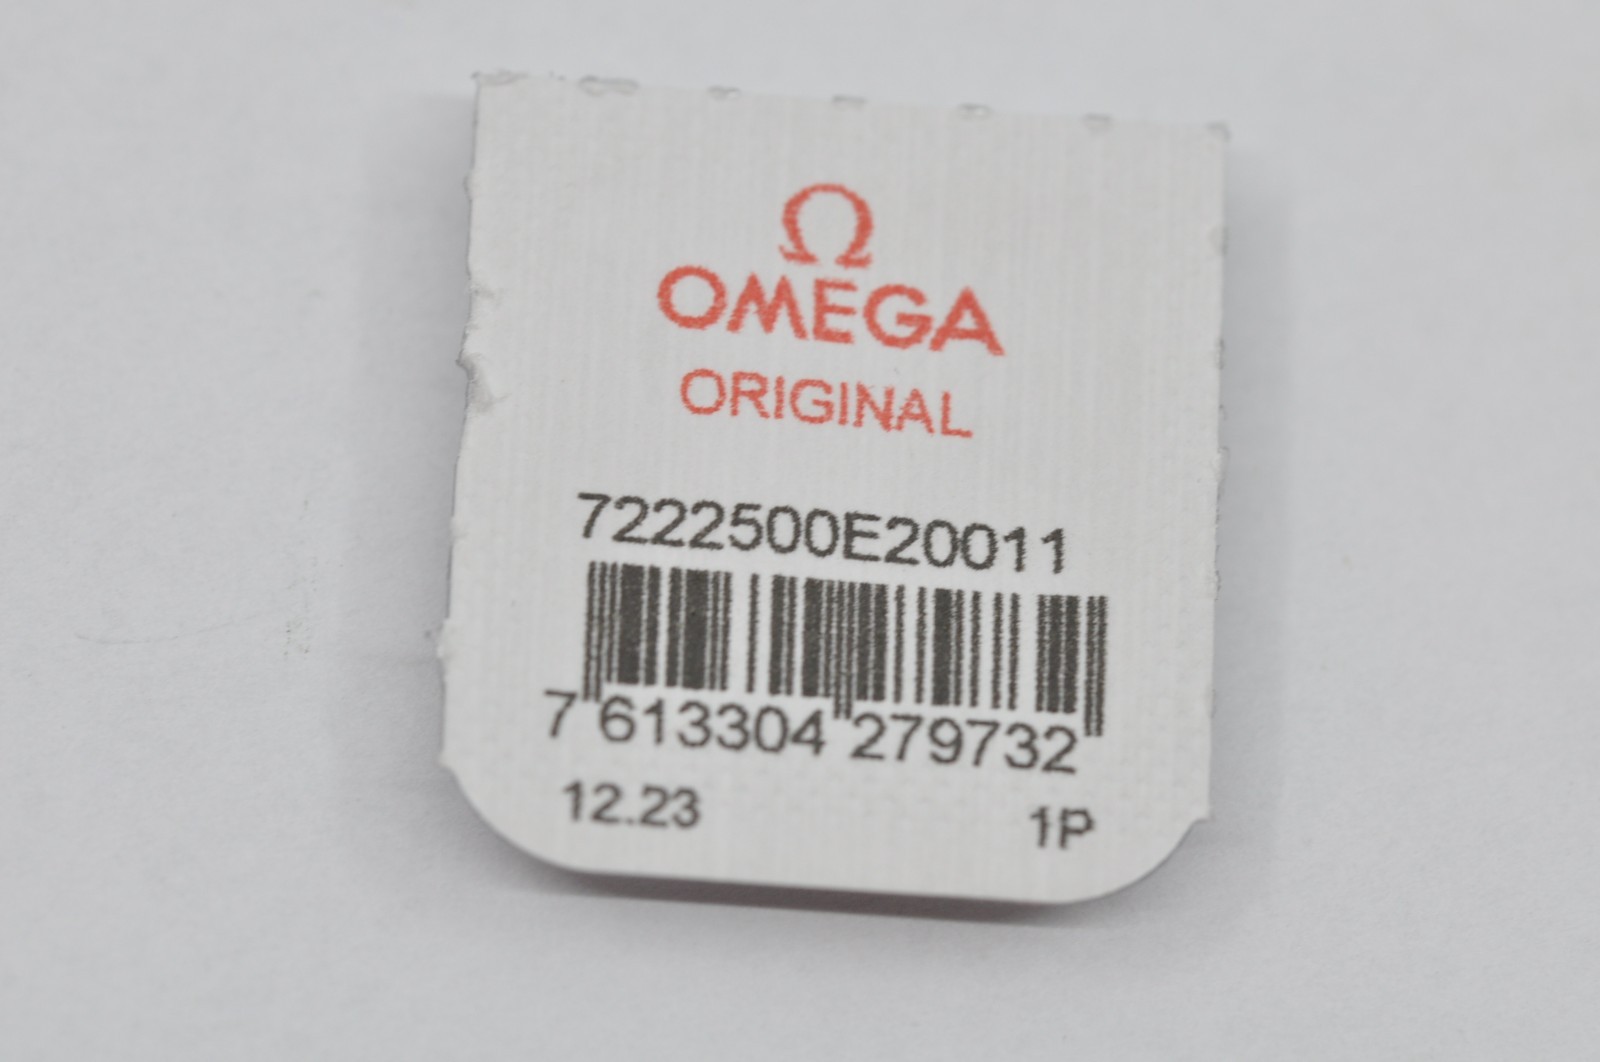 Ω
OMEGA
ORIGINAL
7222500E20011
7 613304 279732
12.23 1P